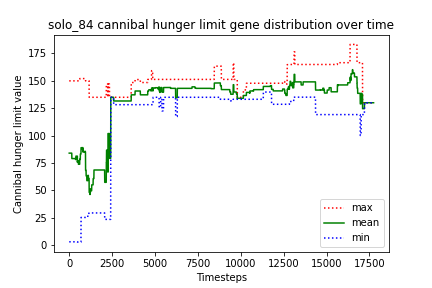 solo_84 cannibal hunger limit gene distribution over time
Cannibal hunger limit value
175
150
125
100
75
50
25
0
max
mean
min
0 2500 5000 7500 10000 12500 15000 17500
Timesteps